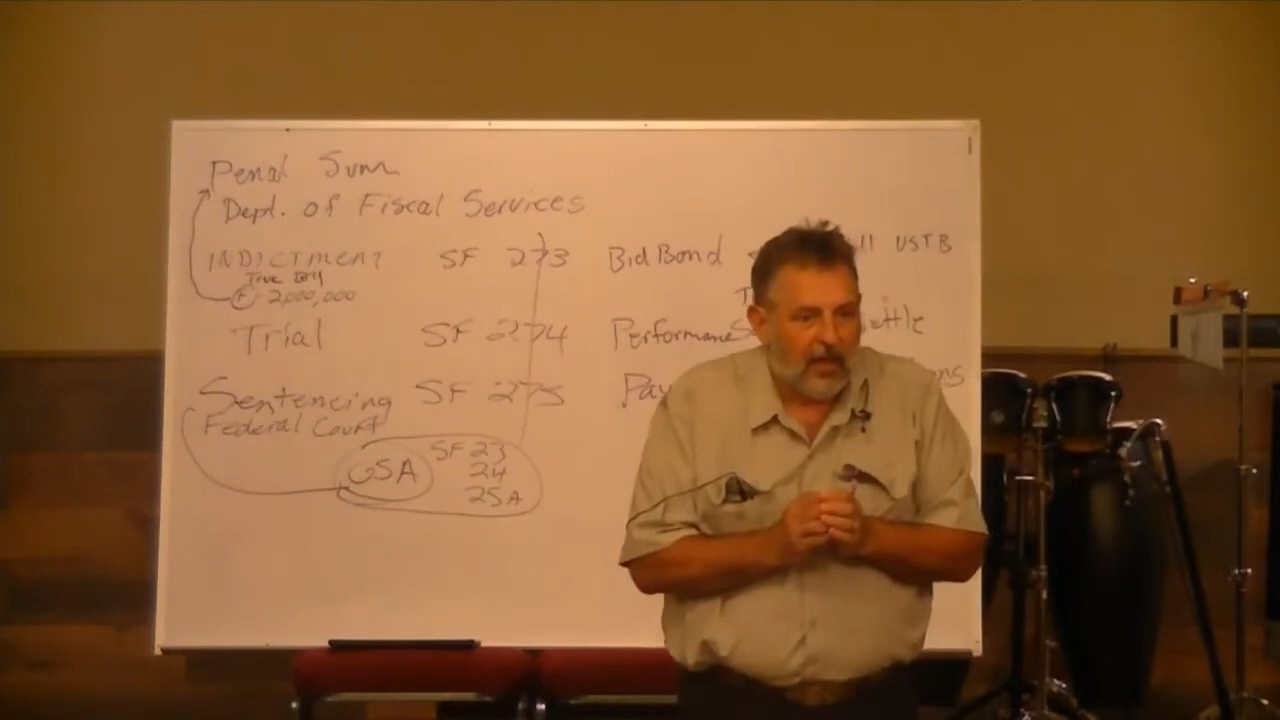 Penal Sum
Dept. of Fiscal Services
INDICTMENT SF 273 Bid Bond USTB
True Bill
2,000,000
Trial SF 274 Performance
Sentencing SF 275
Federal Court
GSA SF 23
24
25A